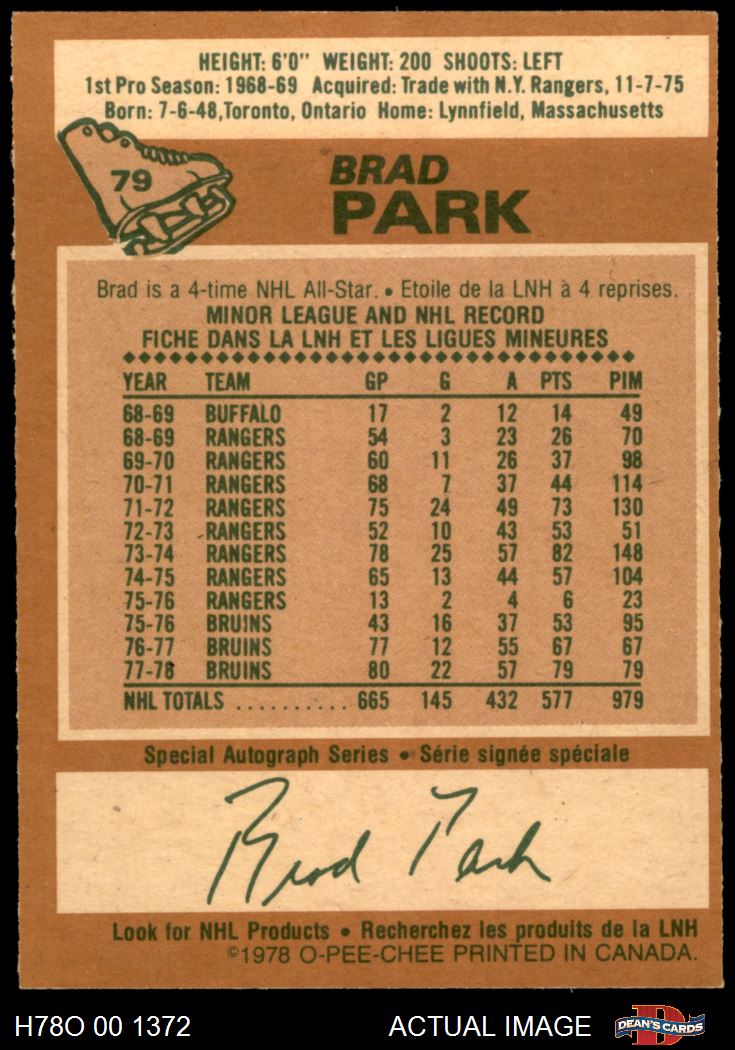 HEIGHT: 6'0" WEIGHT: 200 SHOOTS: LEFT
1st Pro Season: 1968-69 Acquired: Trade with N.Y. Rangers, 11-7-75
Born: 7-6-48, Toronto, Ontario Home: Lynnfield, Massachusetts
79
BRAD
PARK
Brad is a 4-time NHL All-Star. • Etoile de la LNH à 4 reprises.
MINOR LEAGUE AND NHL RECORD
FICHE DANS LA LNH ET LES LIGUES MINEURES
YEAR TEAM GP G A PTS PIM
68-69 BUFFALO 17 2 12 14 49
68-69 RANGERS 54 3 23 26 70
69-70 RANGERS 60 11 26 37 98
70-71 RANGERS 68 7 37 44 114
71-72 RANGERS 75 24 49 73 130
72-73 RANGERS 52 10 43 53 51
73-74 RANGERS 78 25 57 82 148
74-75 RANGERS 65 13 44 57 104
75-76 RANGERS 13 2 4 6 23
75-76 BRUINS 43 16 37 53 95
76-77 BRUINS 77 12 55 67 67
77-78 BRUINS 80 22 57 79 79
NHL TOTALS .......... 665 145 432 577 979
Special Autograph Series • Série signée spéciale
Brad Park
Look for NHL Products • Recherchez les produits de la LNH
©1978 O-PEE-CHEE PRINTED IN CANADA.
H78O 00 1372 ACTUAL IMAGE D DEAN'S CARDS